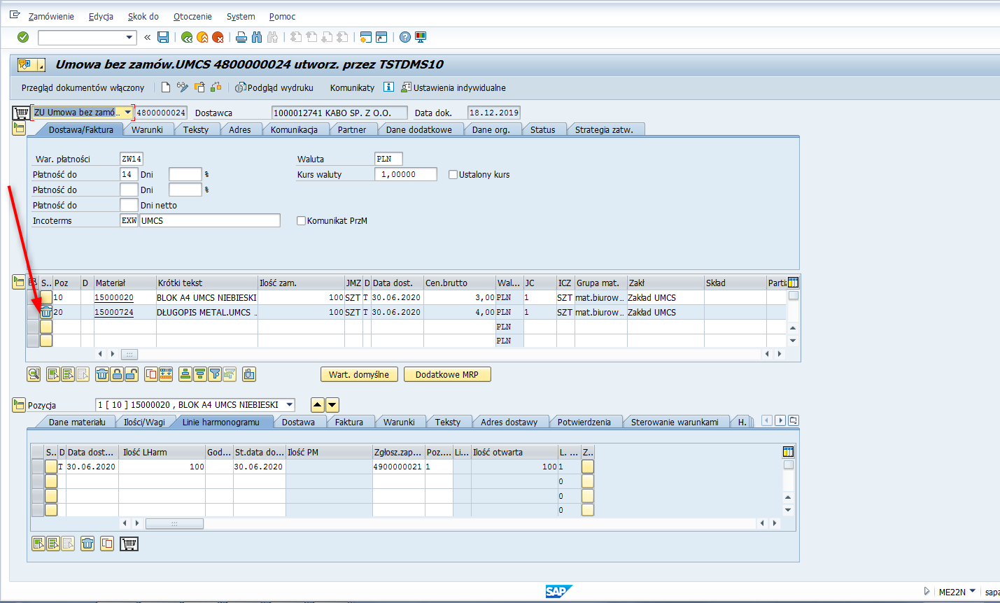 Zamówienie Edycja Skok do Otoczenie System Pomoc
Umowa bez zamów.UMCS 4800000024 utworz. przez TSTDMS10
Przegląd dokumentów włączony Podgląd wydruku Komunikaty Ustawienia indywidualne
ZU Umowa bez zamó... 4800000024 Dostawca 1000012741 KABO SP. Z O.O. Data dok. 18.12.2019
Dostawa/Faktura Warunki Teksty Adres Komunikacja Partner Dane dodatkowe Dane org. Status Strategia zatw.
War. płatności ZW14 Waluta PLN
Płatność do 14 Dni % Kurs waluty 1,00000 Ustalony kurs
Płatność do Dni %
Płatność do Dni netto
Incoterms EXW UMCS Komunikat PrzM
S.. Poz D Materiał Krótki tekst Ilość zam. JMZ D Data dost. Cen.brutto Wal... JC ICZ Grupa mat. Zakł Skład Parti
10 15000020 BLOK A4 UMCS NIEBIESKI 100 SZT T 30.06.2020 3,00 PLN 1 SZT mat.biurow... Zakład UMCS
20 15000724 DŁUGOPIS METAL.UMCS .. 100 SZT T 30.06.2020 4,00 PLN 1 SZT mat.biurow... Zakład UMCS
PLN
PLN
Wart. domyślne Dodatkowe MRP
Pozycja 1 [ 10 ] 15000020 , BLOK A4 UMCS NIEBIESKI
Dane materiału Ilości/Wagi Linie harmonogramu Dostawa Faktura Warunki Teksty Adres dostawy Potwierdzenia Sterowanie warunkami H.
S.. D Data dost... Ilość LHarm God... St.data do... Ilość PM Zgłosz.zap... Poz.... Li... Ilość otwarta L. ... Z..
T 30.06.2020 100 30.06.2020 4900000021 1 100 1
0
0
0
SAP ME22N sapa